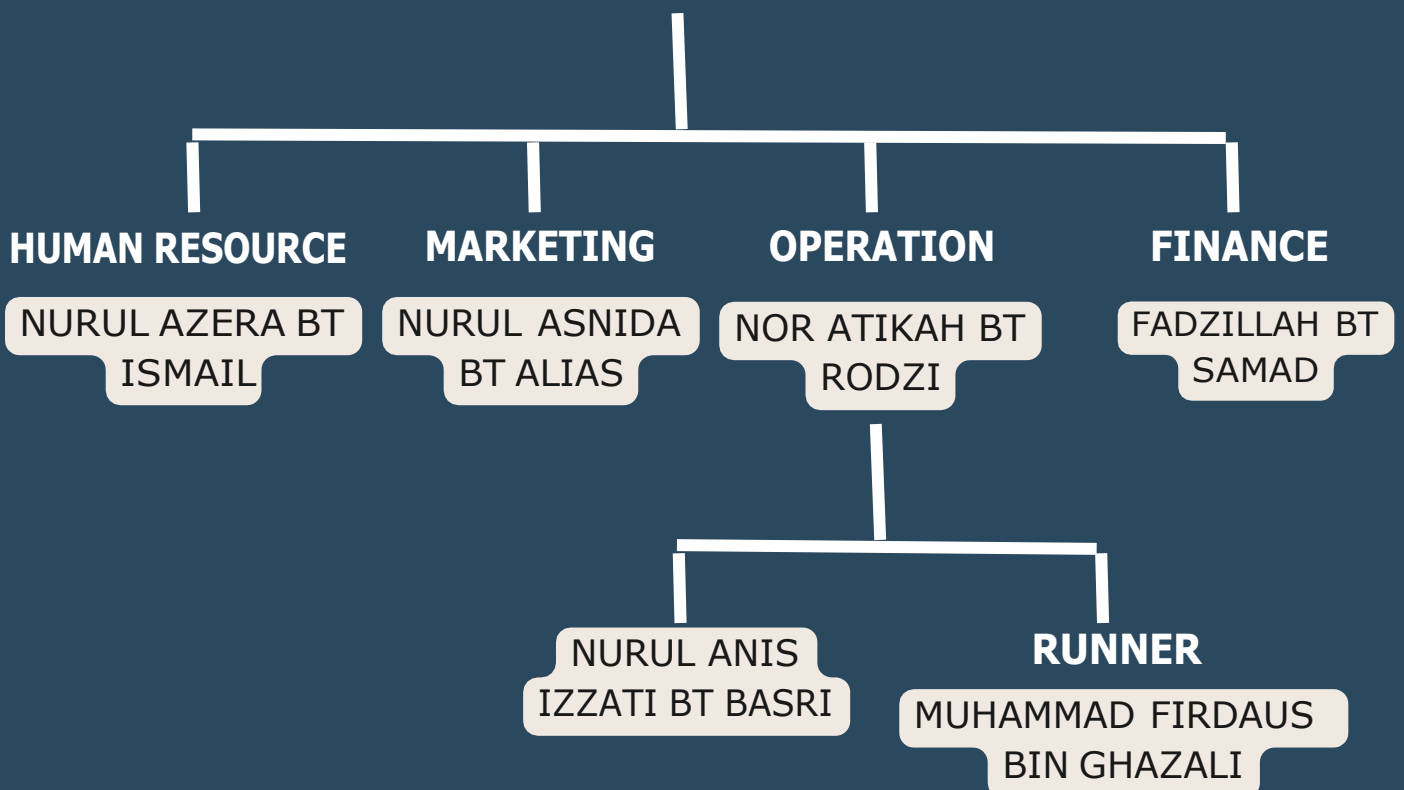 HUMAN RESOURCE
NURUL AZERA BT
ISMAIL
MARKETING
NURUL ASNIDA
BT ALIAS
OPERATION
NOR ATIKAH BT
RODZI
FINANCE
FADZILLAH BT
SAMAD
NURUL ANIS
IZZATI BT BASRI
RUNNER
MUHAMMAD FIRDAUS
BIN GHAZALI